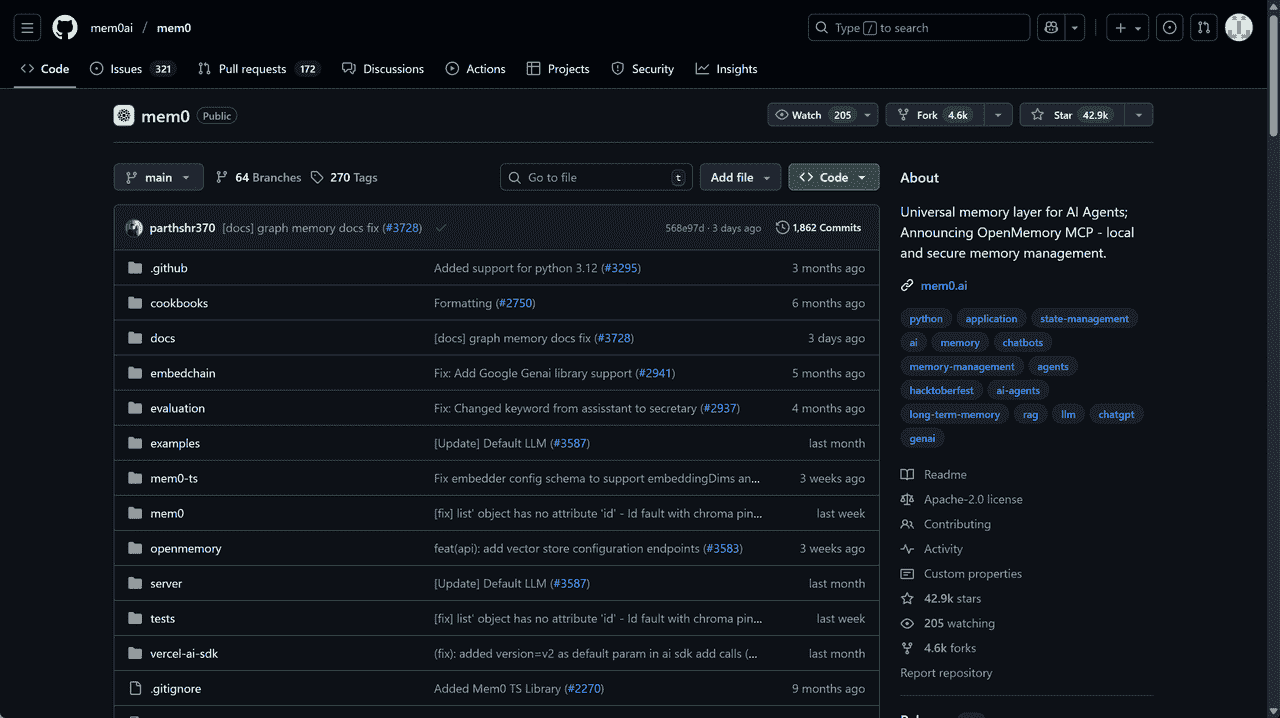 mem0ai / mem0
Type / to search
Code
Issues 321
Pull requests 172
Discussions
Actions
Projects
Security
Insights
mem0 Public
Watch 205
Fork 4.6k
Star 42.9k
main
64 Branches
270 Tags
Go to file t
Add file
Code
parthshr370 [docs] graph memory docs fix (#3728) 568e97d · 3 days ago 1,862 Commits
.github Added support for python 3.12 (#3295) 3 months ago
cookbooks Formatting (#2750) 6 months ago
docs [docs] graph memory docs fix (#3728) 3 days ago
embedchain Fix: Add Google Genai library support (#2941) 5 months ago
evaluation Fix: Changed keyword from assisstant to secretary (#2937) 4 months ago
examples [Update] Default LLM (#3587) last month
mem0-ts Fix embedder config schema to support embeddingDims an... 3 weeks ago
mem0 [fix] list' object has no attribute 'id' - Id fault with chroma pin... last week
openmemory feat(api): add vector store configuration endpoints (#3583) 3 weeks ago
server [Update] Default LLM (#3587) last month
tests [fix] list' object has no attribute 'id' - Id fault with chroma pin... last week
vercel-ai-sdk (fix): added version=v2 as default param in ai sdk add calls (... last month
.gitignore Added Mem0 TS Library (#2270) 9 months ago
About
Universal memory layer for AI Agents;
Announcing OpenMemory MCP - local
and secure memory management.
mem0.ai
python application state-management
ai memory chatbots
memory-management agents
hacktoberfest ai-agents
long-term-memory rag llm chatgpt
genai
Readme
Apache-2.0 license
Contributing
Activity
Custom properties
42.9k stars
205 watching
4.6k forks
Report repository